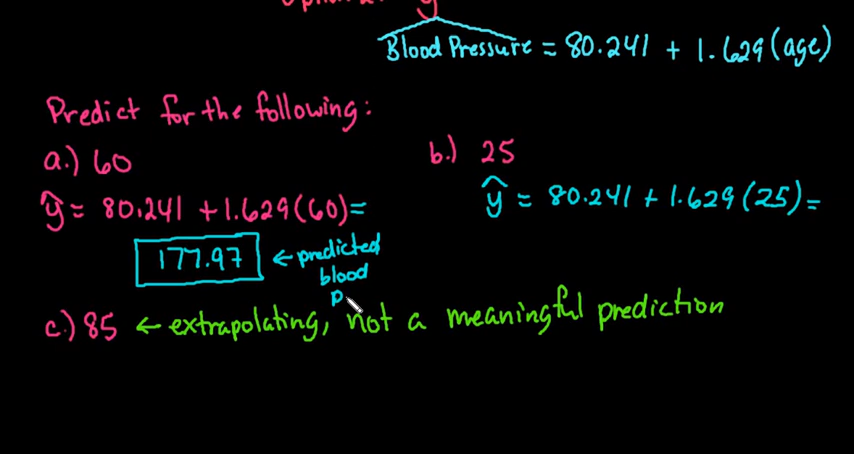 ŷ
Blood Pressure = 80.241 + 1.629(age)
Predict for the following:
a.) 60
ŷ = 80.241 + 1.629(60)=
177.97 ← predicted
blood
p
b.) 25
ŷ = 80.241 + 1.629(25)=
c.) 85 ← extrapolating, not a meaningful prediction